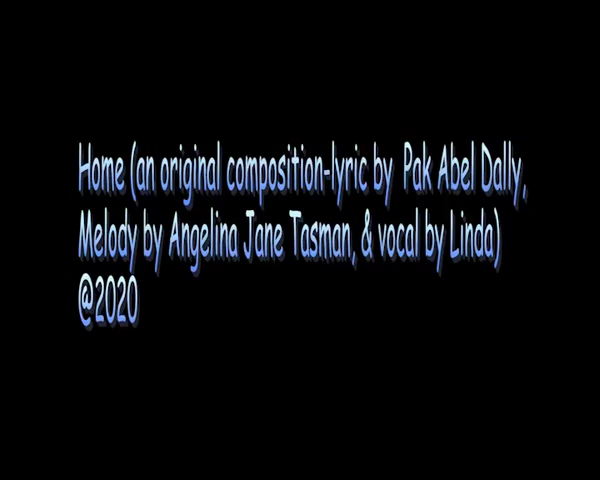 Home (an original composition-lyric by Pak Abel Dally,
Melody by Angelina Jane Tasman, & vocal by Linda)
@2020